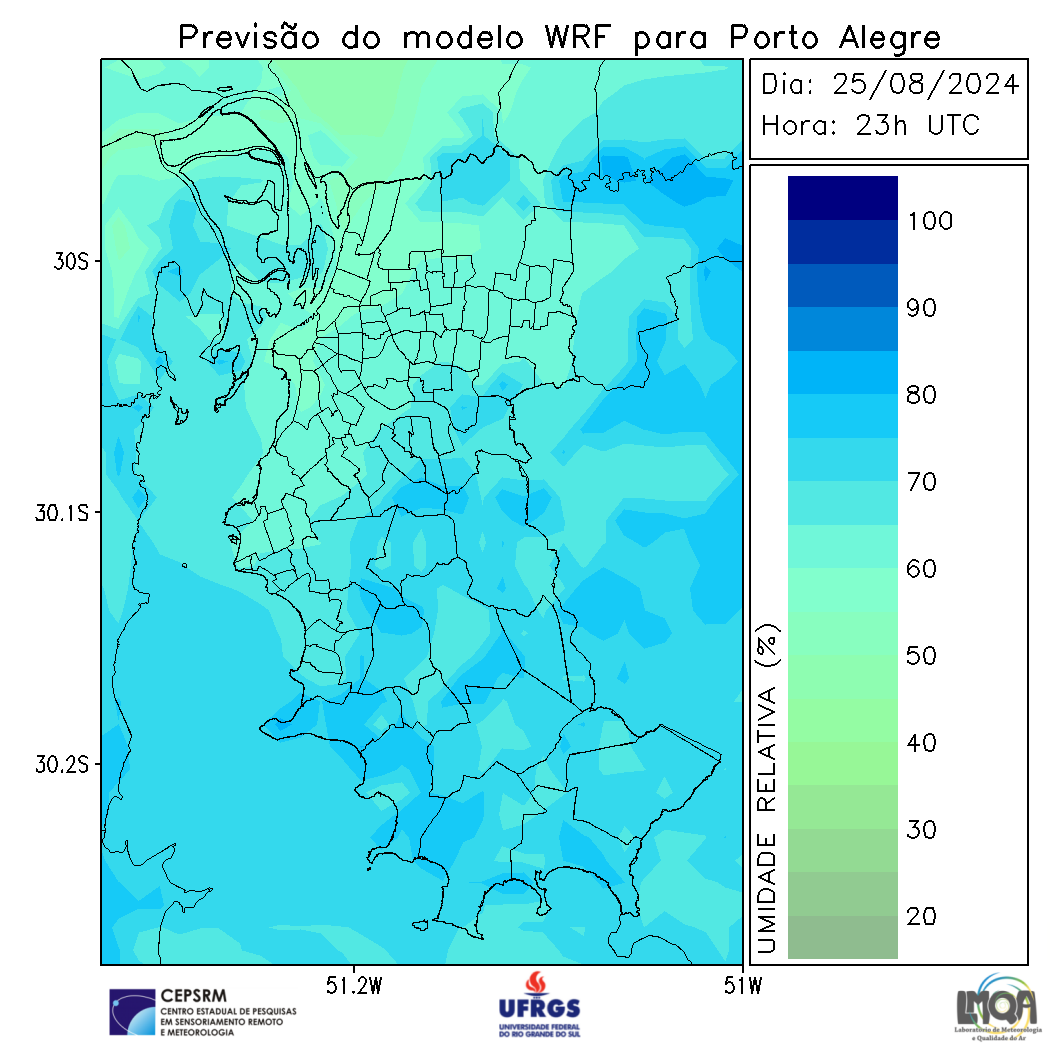 Previsão do modelo WRF para Porto Alegre
Dia: 25/08/2024
Hora: 23h UTC
30S
30.1S
30.2S
51.2W
51W
100
90
80
70
60
50
40
30
20
UMIDADE RELATIVA (%)
CEPSRM
CENTRO ESTADUAL DE PESQUISAS
EM SENSORIAMENTO REMOTO
E METEOROLOGIA
UFRGS
UNIVERSIDADE FEDERAL
DO RIO GRANDE DO SUL
LMQA
Laboratório de Meteorologia
e Qualidade do Ar